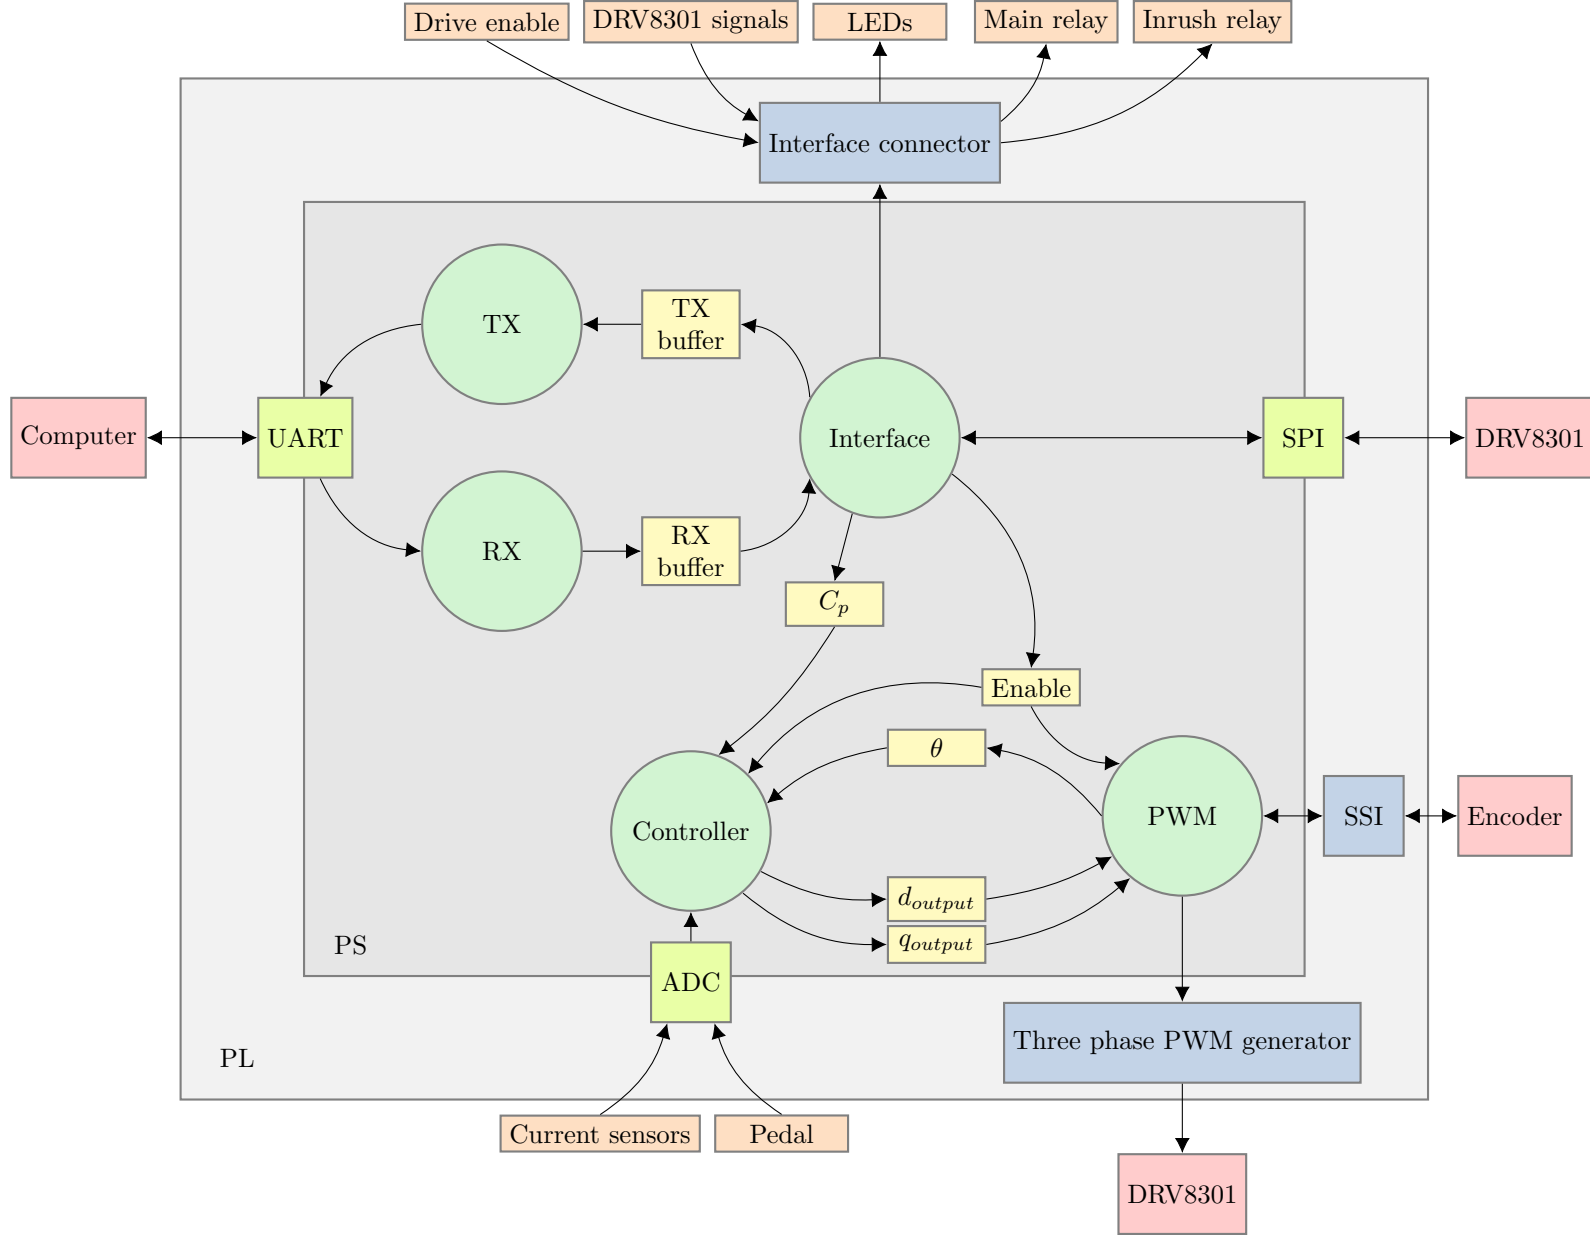 Drive enable
DRV8301 signals
LEDs
Main relay
Inrush relay
Interface connector
TX
TX
buffer
Computer
UART
Interface
SPI
DRV8301
RX
RX
buffer
C_p
Enable
θ
Controller
PWM
SSI
Encoder
d_output
q_output
PS
ADC
Three phase PWM generator
PL
Current sensors
Pedal
DRV8301